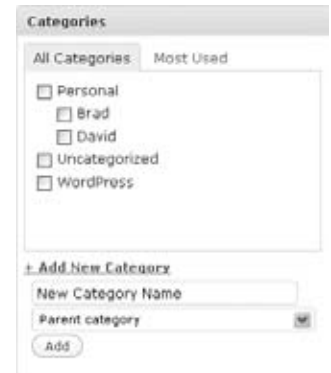 Categories
All Categories Most Used
Personal
Brad
David
Uncategorized
WordPress
+ Add New Category
New Category Name
Parent category
Add